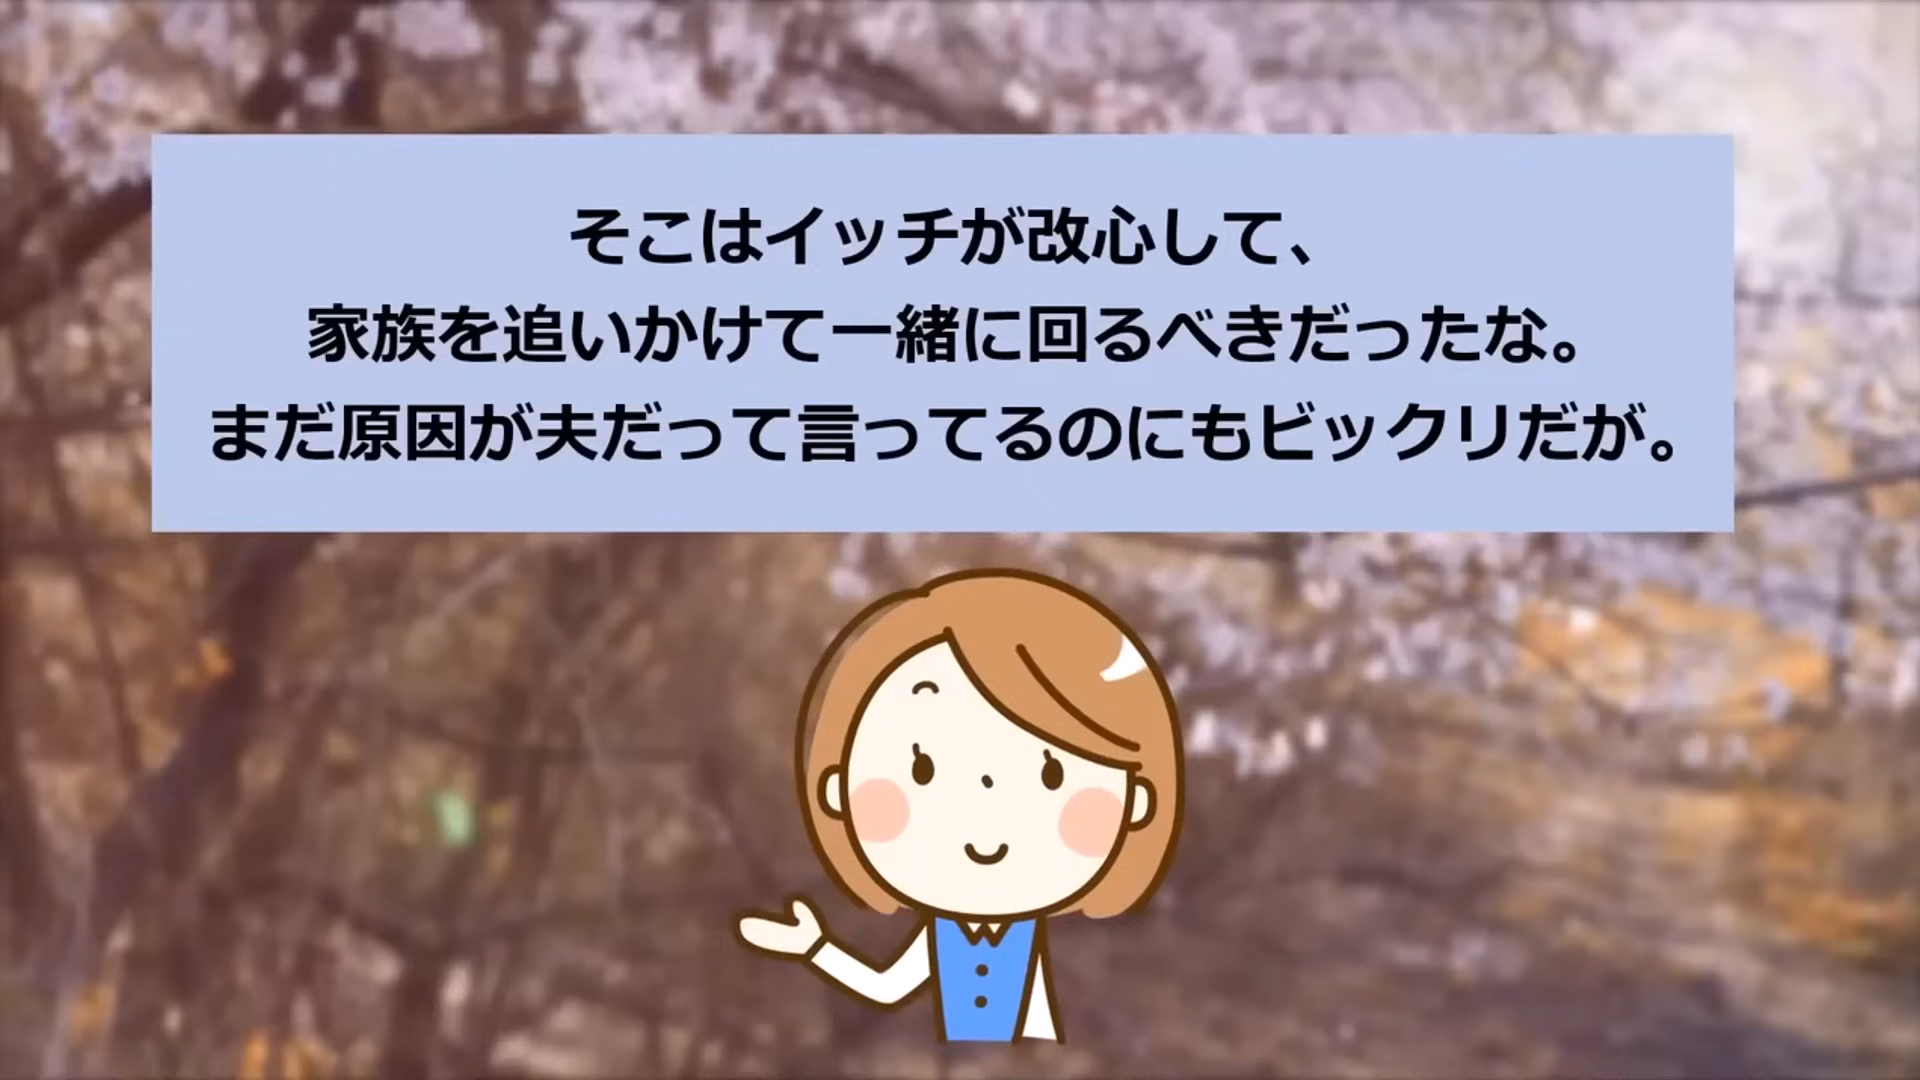 そこはイッチが改心して、
家族を追いかけて一緒に回るべきだったな。
まだ原因が夫だって言ってるのにもビックリだが。